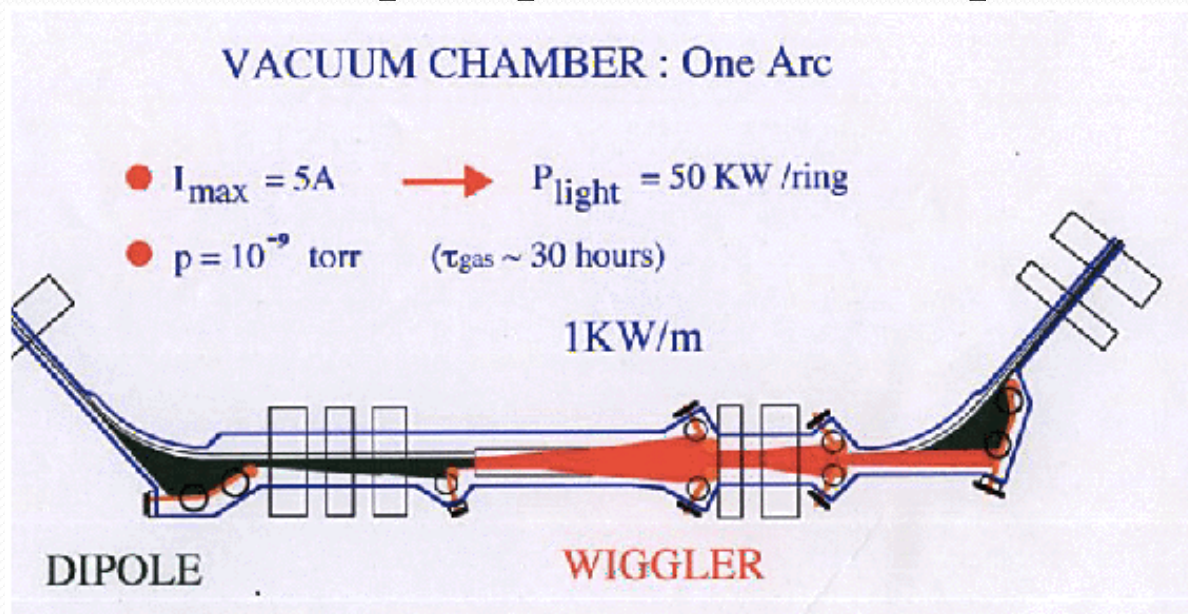 VACUUM CHAMBER : One Arc
I max = 5A → P light = 50 KW /ring
p = 10⁻⁹ torr (τgas ~ 30 hours)
1KW/m
DIPOLE WIGGLER